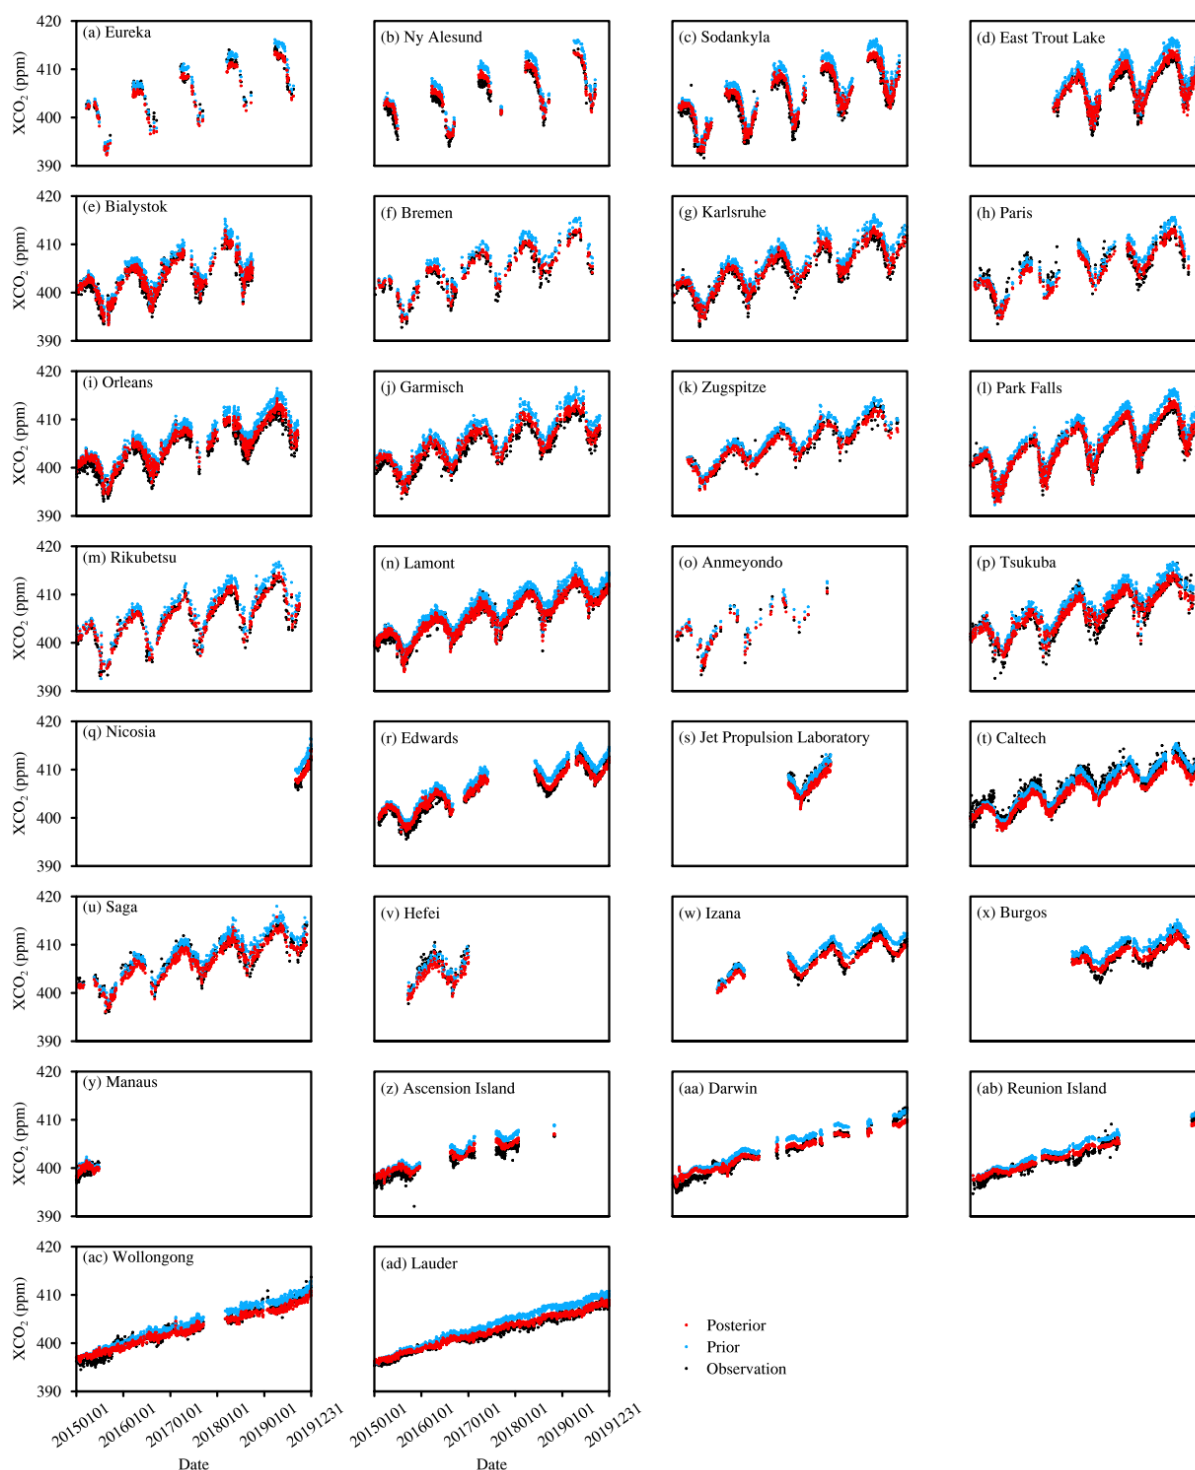 420 (a) Eureka (b) Ny Alesund (c) Sodankyla (d) East Trout Lake
410
400
390
XCO2 (ppm)
420 (e) Bialystok (f) Bremen (g) Karlsruhe (h) Paris
410
400
390
XCO2 (ppm)
420 (i) Orleans (j) Garmisch (k) Zugspitze (l) Park Falls
410
400
390
XCO2 (ppm)
420 (m) Rikubetsu (n) Lamont (o) Anmeyondo (p) Tsukuba
410
400
390
XCO2 (ppm)
420 (q) Nicosia (r) Edwards (s) Jet Propulsion Laboratory (t) Caltech
410
400
390
XCO2 (ppm)
420 (u) Saga (v) Hefei (w) Izana (x) Burgos
410
400
390
XCO2 (ppm)
420 (y) Manaus (z) Ascension Island (aa) Darwin (ab) Reunion Island
410
400
390
XCO2 (ppm)
420 (ac) Wollongong (ad) Lauder
410
400
390
XCO2 (ppm)
Posterior
Prior
Observation
20150101 20160101 20170101 20180101 20190101 20191231 20150101 20160101 20170101 20180101 20190101 20191231
Date Date